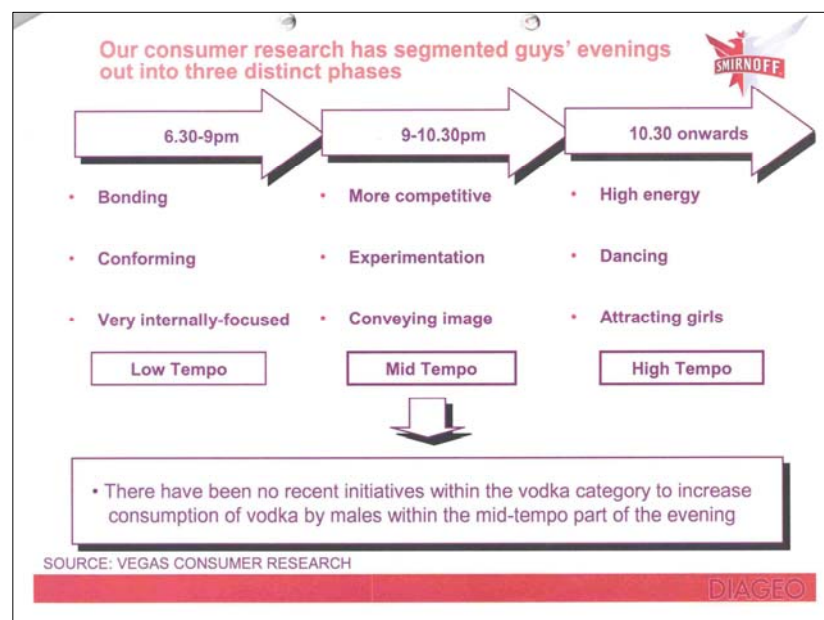 Our consumer research has segmented guys' evenings
out into three distinct phases
SMIRNOFF
6.30-9pm
9-10.30pm
10.30 onwards
• Bonding
• Conforming
• Very internally-focused
Low Tempo
• More competitive
• Experimentation
• Conveying image
Mid Tempo
• High energy
• Dancing
• Attracting girls
High Tempo
• There have been no recent initiatives within the vodka category to increase
consumption of vodka by males within the mid-tempo part of the evening
SOURCE: VEGAS CONSUMER RESEARCH
DIAGEO